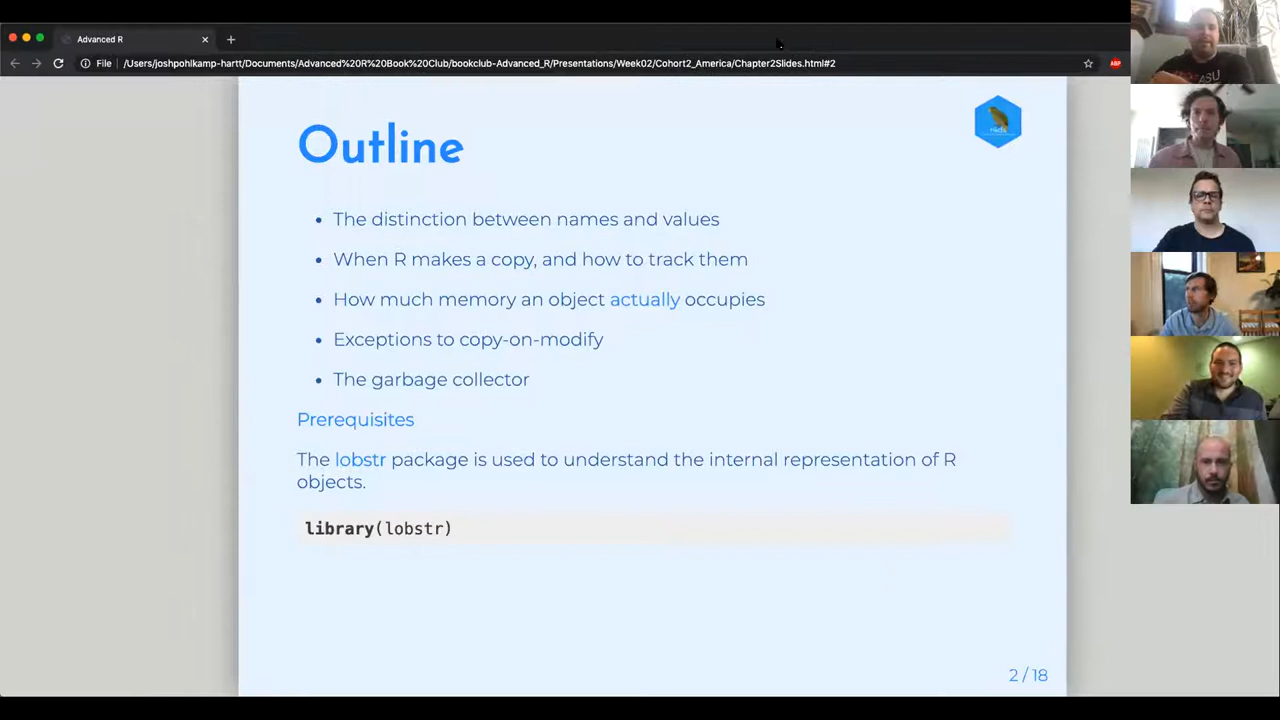 Advanced R
File
/Users/joshpohlkamp-hartt/Documents/Advanced%20R%20Book%20Club/bookclub-Advanced_R/Presentations/Week02/Cohort2_America/Chapter2Slides.html#2
ABP
Outline
The distinction between names and values
When R makes a copy, and how to track them
How much memory an object actually occupies
Exceptions to copy-on-modify
The garbage collector
Prerequisites
The lobstr package is used to understand the internal representation of R
objects.
library(lobstr)
2 / 18
ASU